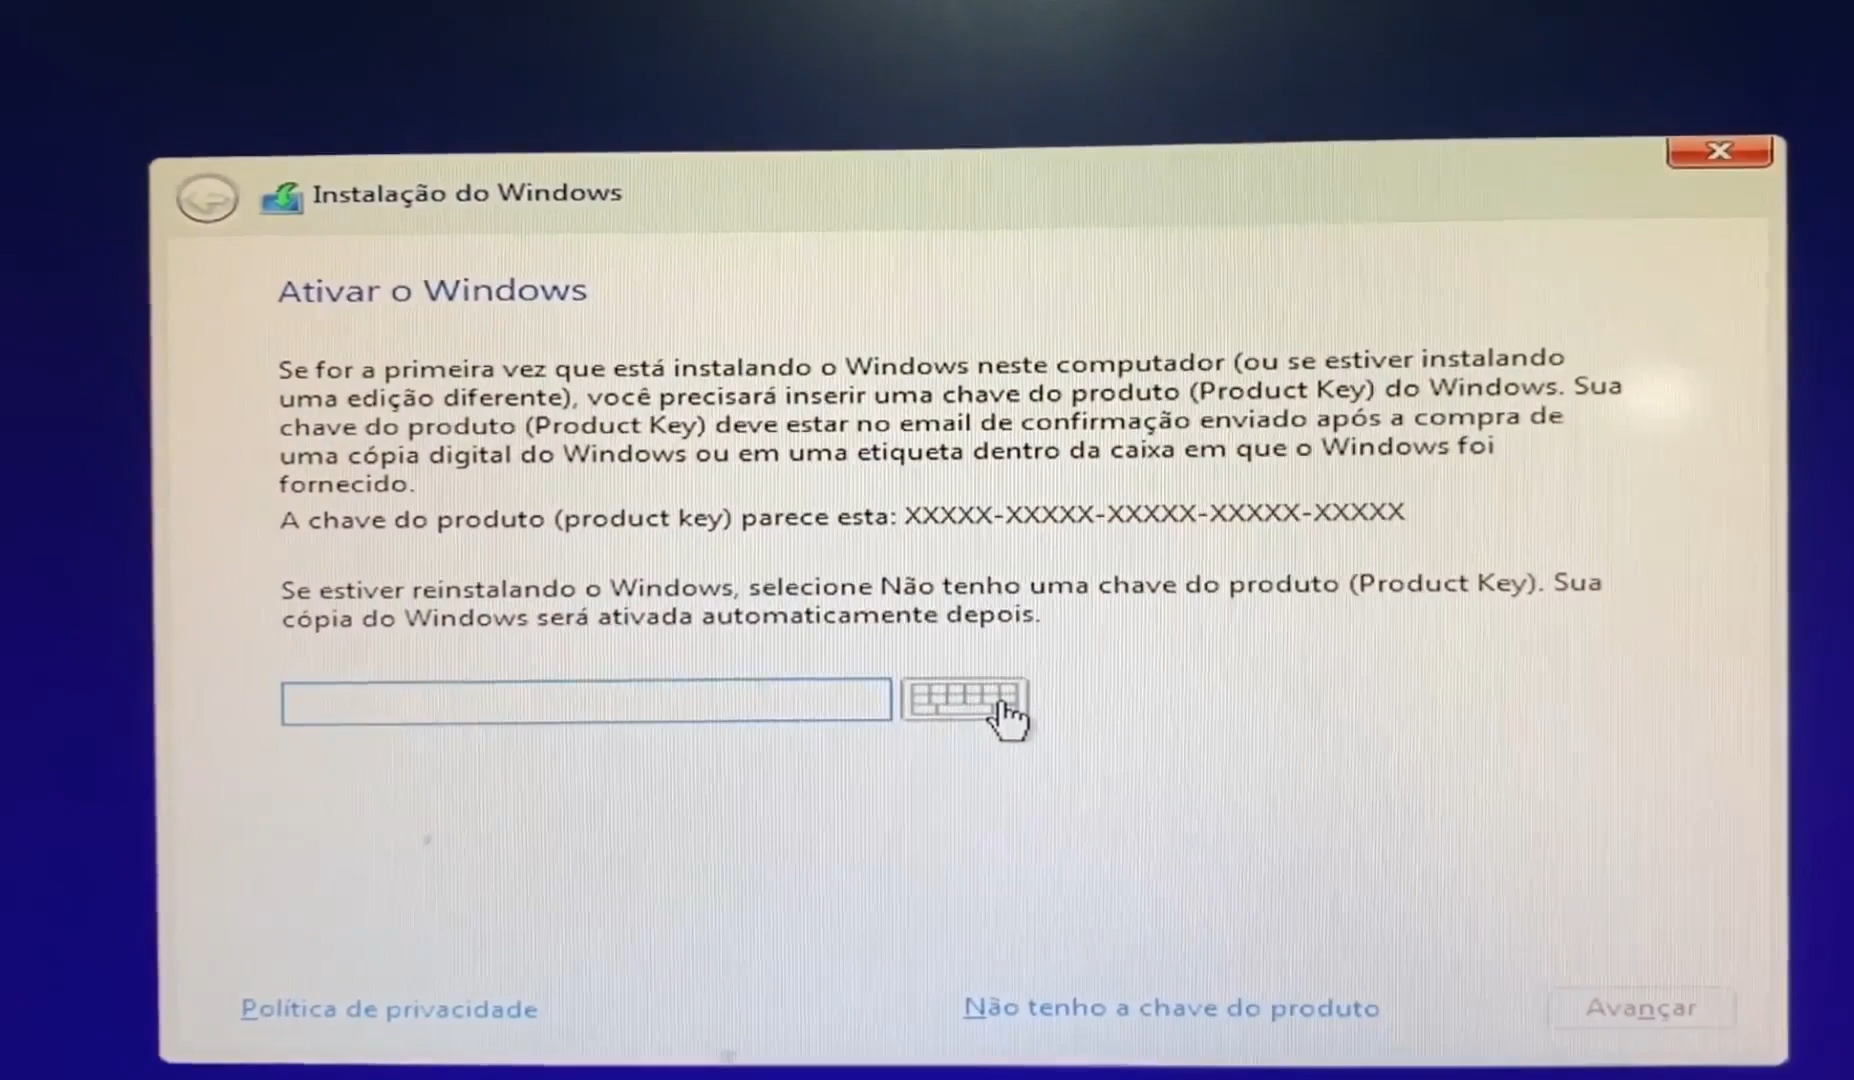 Instalação do Windows
Ativar o Windows
Se for a primeira vez que está instalando o Windows neste computador (ou se estiver instalando
uma edição diferente), você precisará inserir uma chave do produto (Product Key) do Windows. Sua
chave do produto (Product Key) deve estar no email de confirmação enviado após a compra de
uma cópia digital do Windows ou em uma etiqueta dentro da caixa em que o Windows foi
fornecido.
A chave do produto (product key) parece esta: XXXXX-XXXXX-XXXXX-XXXXX-XXXXX
Se estiver reinstalando o Windows, selecione Não tenho uma chave do produto (Product Key). Sua
cópia do Windows será ativada automaticamente depois.
Política de privacidade
Não tenho a chave do produto
Avançar